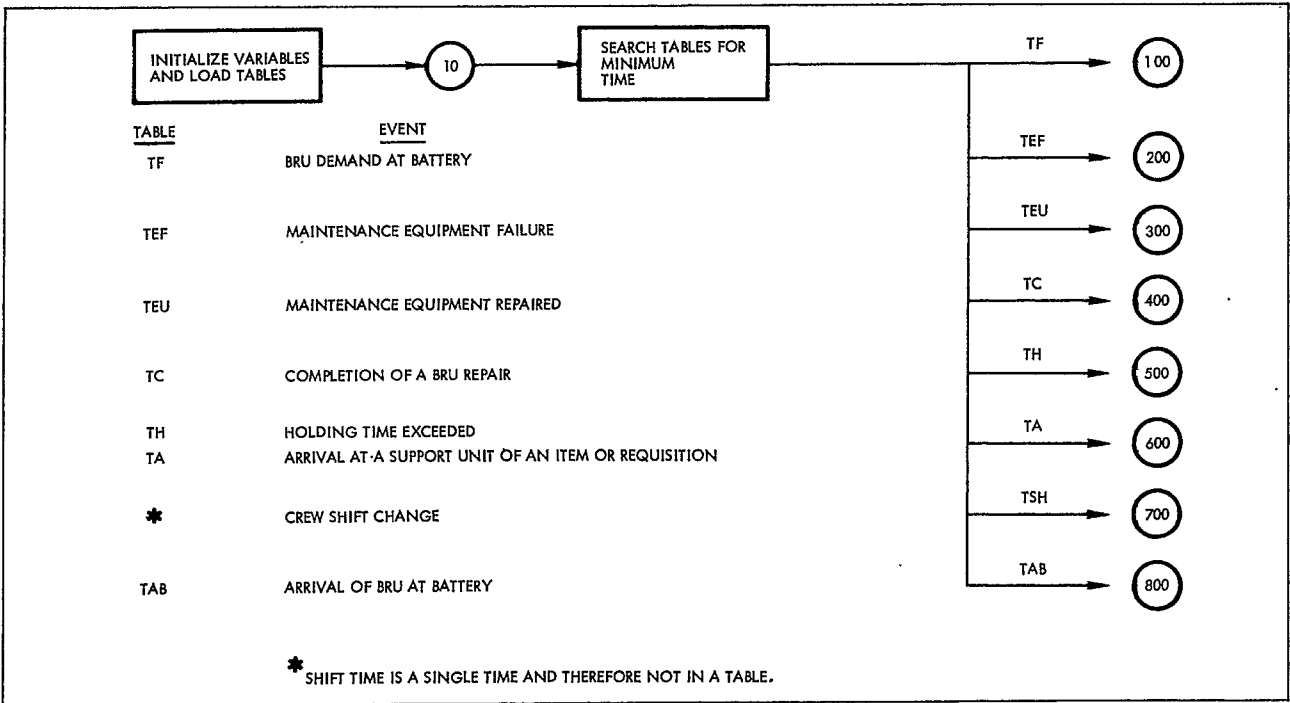 INITIALIZE VARIABLES
AND LOAD TABLES
10
SEARCH TABLES FOR
MINIMUM
TIME
TF
100
TEF
200
TEU
300
TC
400
TH
500
TA
600
TSH
700
TAB
800
TABLE EVENT
TF BRU DEMAND AT BATTERY
TEF MAINTENANCE EQUIPMENT FAILURE
TEU MAINTENANCE EQUIPMENT REPAIRED
TC COMPLETION OF A BRU REPAIR
TH HOLDING TIME EXCEEDED
TA ARRIVAL AT A SUPPORT UNIT OF AN ITEM OR REQUISITION
* CREW SHIFT CHANGE
TAB ARRIVAL OF BRU AT BATTERY
* SHIFT TIME IS A SINGLE TIME AND THEREFORE NOT IN A TABLE.